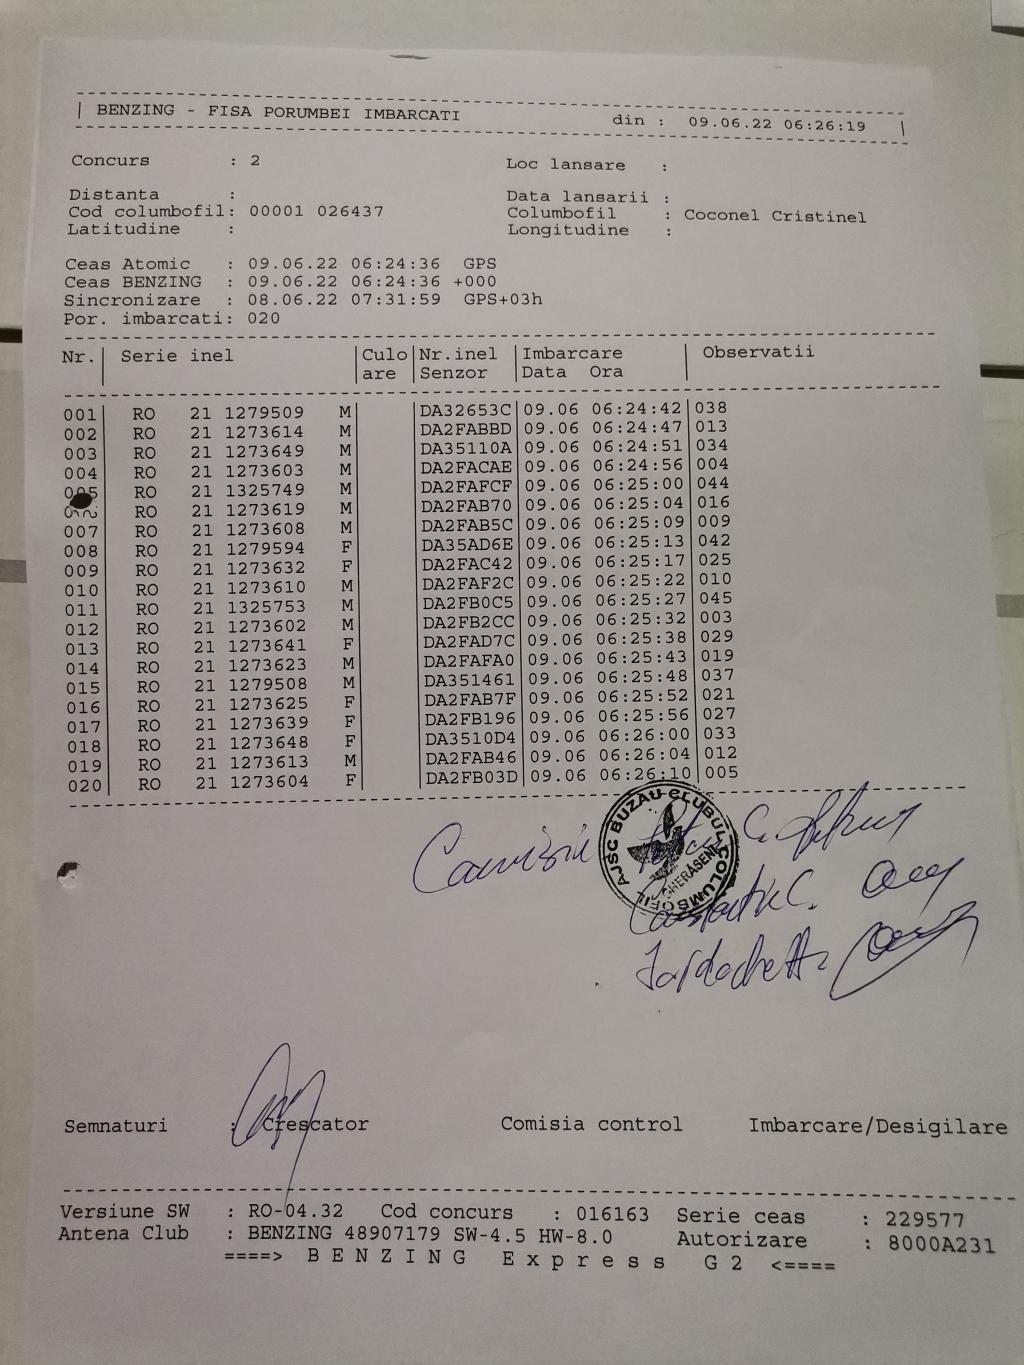 | BENZING - FISA PORUMBEI IMBARCATI din : 09.06.22 06:26:19 |
Concurs : 2 Loc lansare :
Distanta : Data lansarii :
Cod columbofil: 00001 026437 Columbofil : Coconel Cristinel
Latitudine : Longitudine :
Ceas Atomic : 09.06.22 06:24:36 GPS
Ceas BENZING : 09.06.22 06:24:36 +000
Sincronizare : 08.06.22 07:31:59 GPS+03h
Por. imbarcati: 020
Nr. | Serie inel | Culo | Nr.inel | Imbarcare | Observatii
are | Senzor | Data Ora
001 | RO 21 1279509 M | | DA32653C | 09.06 06:24:42 | 038
002 | RO 21 1273614 M | | DA2FABBD | 09.06 06:24:47 | 013
003 | RO 21 1273649 M | | DA35110A | 09.06 06:24:51 | 034
004 | RO 21 1273603 M | | DA2FACAE | 09.06 06:24:56 | 004
005 | RO 21 1325749 M | | DA2FAFCF | 09.06 06:25:00 | 044
| RO 21 1273619 M | | DA2FAB70 | 09.06 06:25:04 | 016
007 | RO 21 1273608 M | | DA2FAB5C | 09.06 06:25:09 | 009
008 | RO 21 1279594 F | | DA35AD6E | 09.06 06:25:13 | 042
009 | RO 21 1273632 F | | DA2FAC42 | 09.06 06:25:17 | 025
010 | RO 21 1273610 M | | DA2FAF2C | 09.06 06:25:22 | 010
011 | RO 21 1325753 M | | DA2FB0C5 | 09.06 06:25:27 | 045
012 | RO 21 1273602 M | | DA2FB2CC | 09.06 06:25:32 | 003
013 | RO 21 1273641 F | | DA2FAD7C | 09.06 06:25:38 | 029
014 | RO 21 1273623 M | | DA2FAFA0 | 09.06 06:25:43 | 019
015 | RO 21 1279508 M | | DA351461 | 09.06 06:25:48 | 037
016 | RO 21 1273625 F | | DA2FAB7F | 09.06 06:25:52 | 021
017 | RO 21 1273639 F | | DA2FB196 | 09.06 06:25:56 | 027
018 | RO 21 1273648 F | | DA3510D4 | 09.06 06:26:00 | 033
019 | RO 21 1273613 M | | DA2FAB46 | 09.06 06:26:04 | 012
020 | RO 21 1273604 F | | DA2FB03D | 09.06 06:26:10 | 005
AJSC BUZAU CLUBUL COLUMBOFIL
GHERASENI
Semnaturi : Crescator Comisia control Imbarcare/Desigilare
Versiune SW : RO-04.32 Cod concurs : 016163 Serie ceas : 229577
Antena Club : BENZING 48907179 SW-4.5 HW-8.0 Autorizare : 8000A231
====> B E N Z I N G E x p r e s s G 2 <====